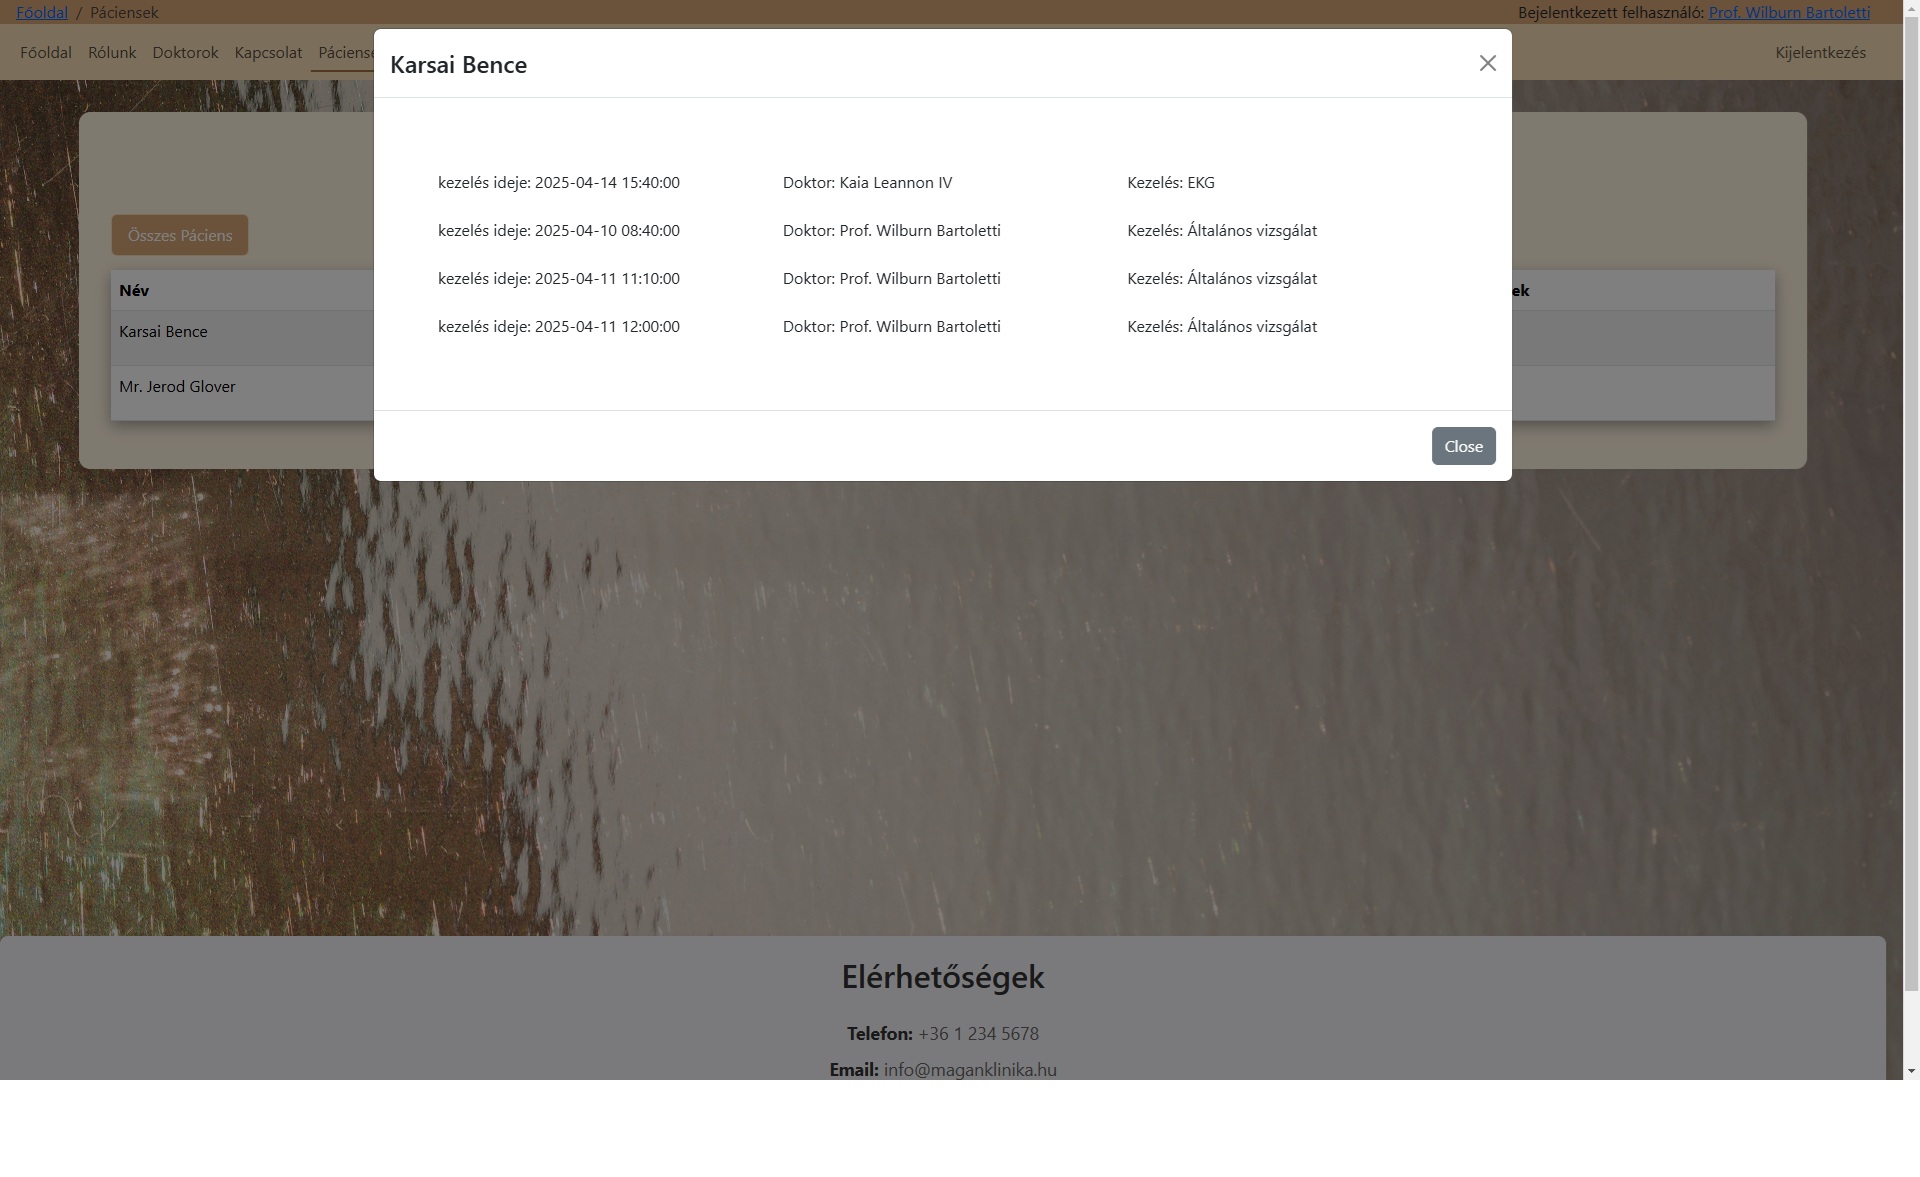 Főoldal / Páciensek
Bejelentkezett felhasználó: Prof. Wilburn Bartoletti
Főoldal Rólunk Doktorok Kapcsolat Páciense
Kijelentkezés
Karsai Bence
kezelés ideje: 2025-04-14 15:40:00 Doktor: Kaia Leannon IV Kezelés: EKG
kezelés ideje: 2025-04-10 08:40:00 Doktor: Prof. Wilburn Bartoletti Kezelés: Általános vizsgálat
kezelés ideje: 2025-04-11 11:10:00 Doktor: Prof. Wilburn Bartoletti Kezelés: Általános vizsgálat
kezelés ideje: 2025-04-11 12:00:00 Doktor: Prof. Wilburn Bartoletti Kezelés: Általános vizsgálat
Close
Összes Páciens
Név ek
Karsai Bence
Mr. Jerod Glover
Elérhetőségek
Telefon: +36 1 234 5678
Email: info@maganklinika.hu